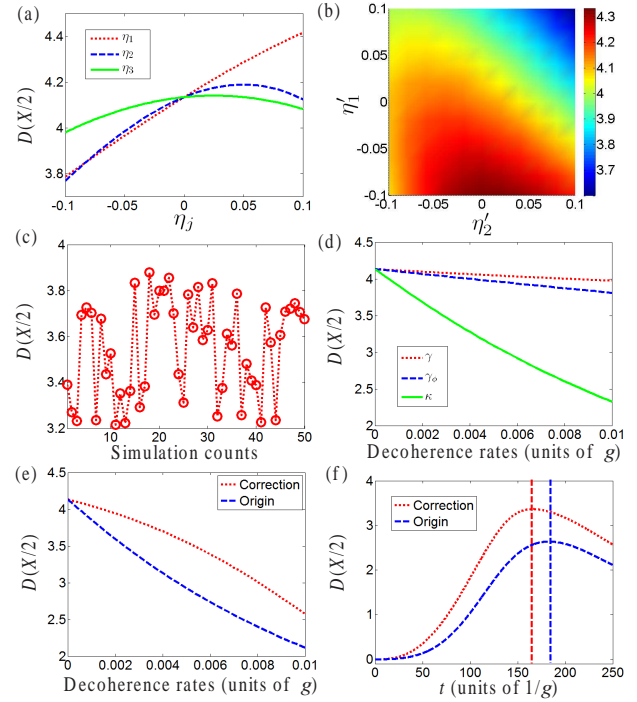 (a)
D(X/2)
4.4
4.2
4
3.8
η₁
η₂
η₃
-0.1 -0.05 0 0.05 0.1
η_j
(b)
η′₁
0.1
0.05
0
-0.05
-0.1
-0.1 -0.05 0 0.05 0.1
η′₂
4.3
4.2
4.1
4
3.9
3.8
3.7
(c)
D(X/2)
4
3.8
3.6
3.4
3.2
10 20 30 40 50
Simulation counts
(d)
D(X/2)
5
4.5
4
3.5
3
2.5
2
γ
γ_ϕ
κ
0 0.002 0.004 0.006 0.008 0.01
Decoherence rates (units of g)
(e)
D(X/2)
4.5
4
3.5
3
2.5
2
Correction
Origin
0 0.002 0.004 0.006 0.008 0.01
Decoherence rates (units of g)
(f)
D(X/2)
4
3
2
1
0
Correction
Origin
0 50 100 150 200 250
t (units of 1/g)